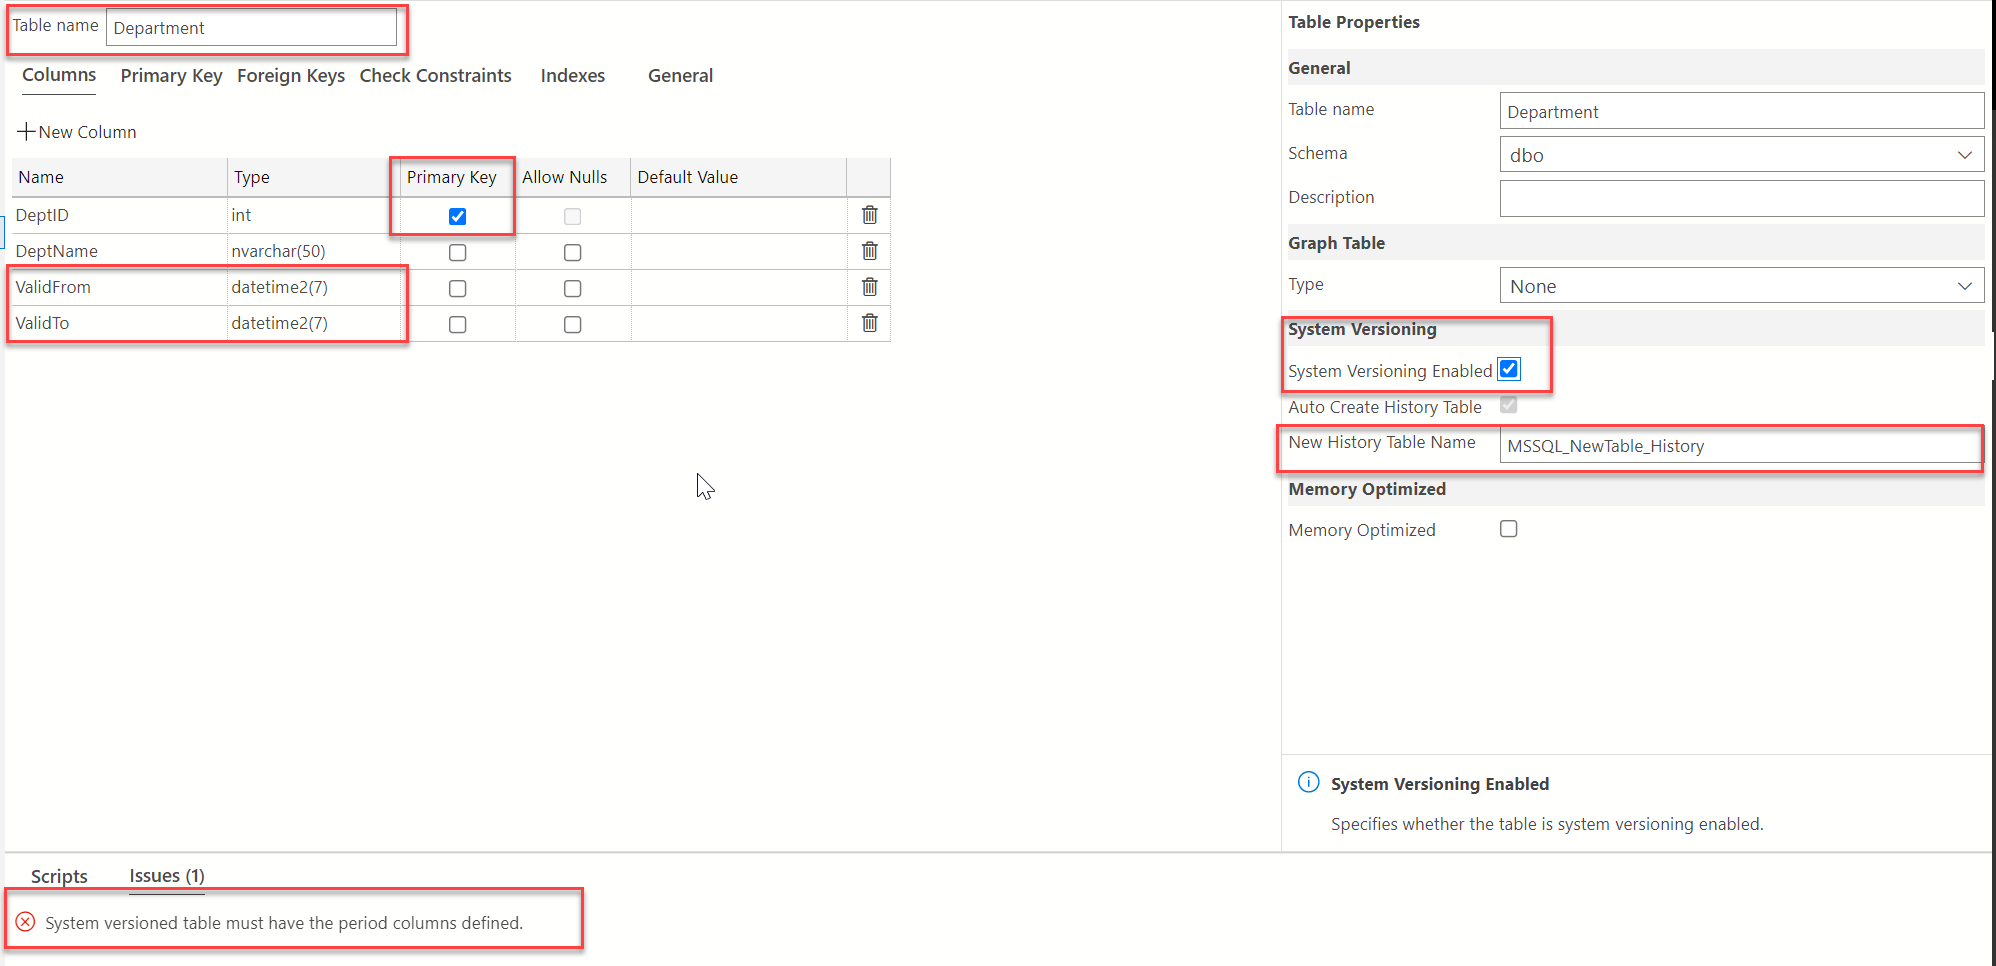 Table name Department
Columns Primary Key Foreign Keys Check Constraints Indexes General
New Column
Name Type Primary Key Allow Nulls Default Value
DeptID int
DeptName nvarchar(50)
ValidFrom datetime2(7)
ValidTo datetime2(7)
Table Properties
General
Table name Department
Schema dbo
Description
Graph Table
Type None
System Versioning
System Versioning Enabled
Auto Create History Table
New History Table Name MSSQL_NewTable_History
Memory Optimized
Memory Optimized
System Versioning Enabled
Specifies whether the table is system versioning enabled.
Scripts Issues (1)
System versioned table must have the period columns defined.